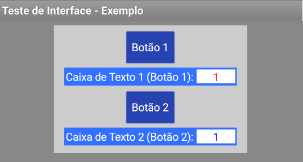 Teste de Interface - Exemplo
Botão 1
Caixa de Texto 1 (Botão 1): 1
Botão 2
Caixa de Texto 2 (Botão 2): 1